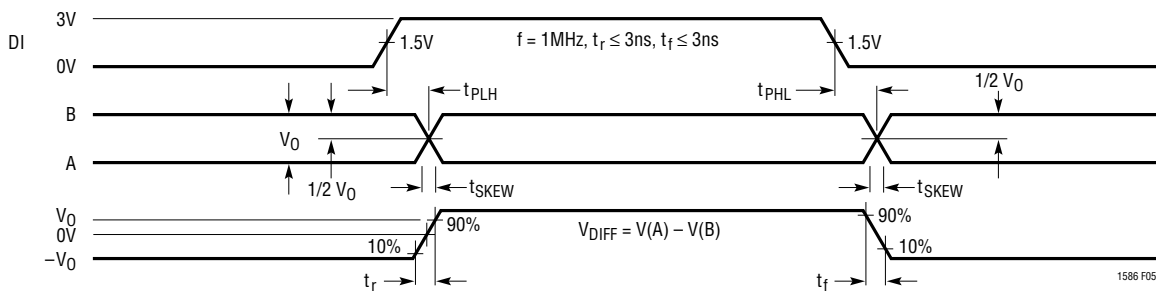 3V
DI
1.5V
f = 1MHz, tr ≤ 3ns, tf ≤ 3ns
1.5V
0V
tPLH
tPHL
1/2 VO
B
VO
A
1/2 VO
tSKEW
tSKEW
VO
0V
–VO
90%
10%
VDIFF = V(A) – V(B)
90%
10%
tr
tf
1586 F05